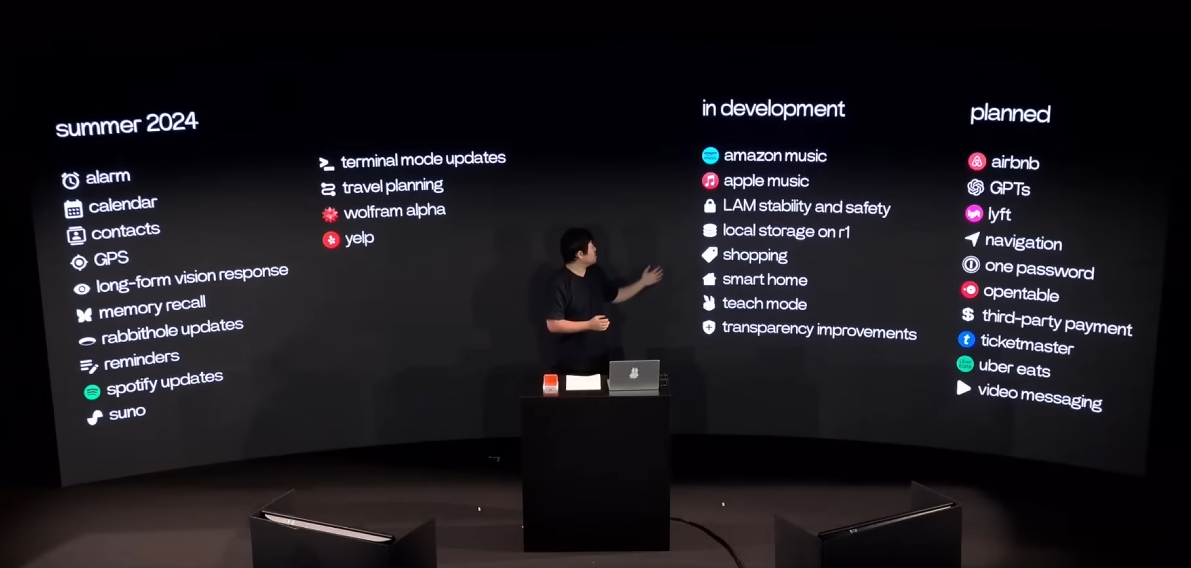 summer 2024
alarm
calendar
contacts
GPS
long-form vision response
memory recall
rabbithole updates
reminders
spotify updates
suno
terminal mode updates
travel planning
wolfram alpha
yelp
in development
amazon music
apple music
LAM stability and safety
local storage on r1
shopping
smart home
teach mode
transparency improvements
planned
airbnb
GPTs
lyft
navigation
one password
opentable
third-party payment
ticketmaster
uber eats
video messaging